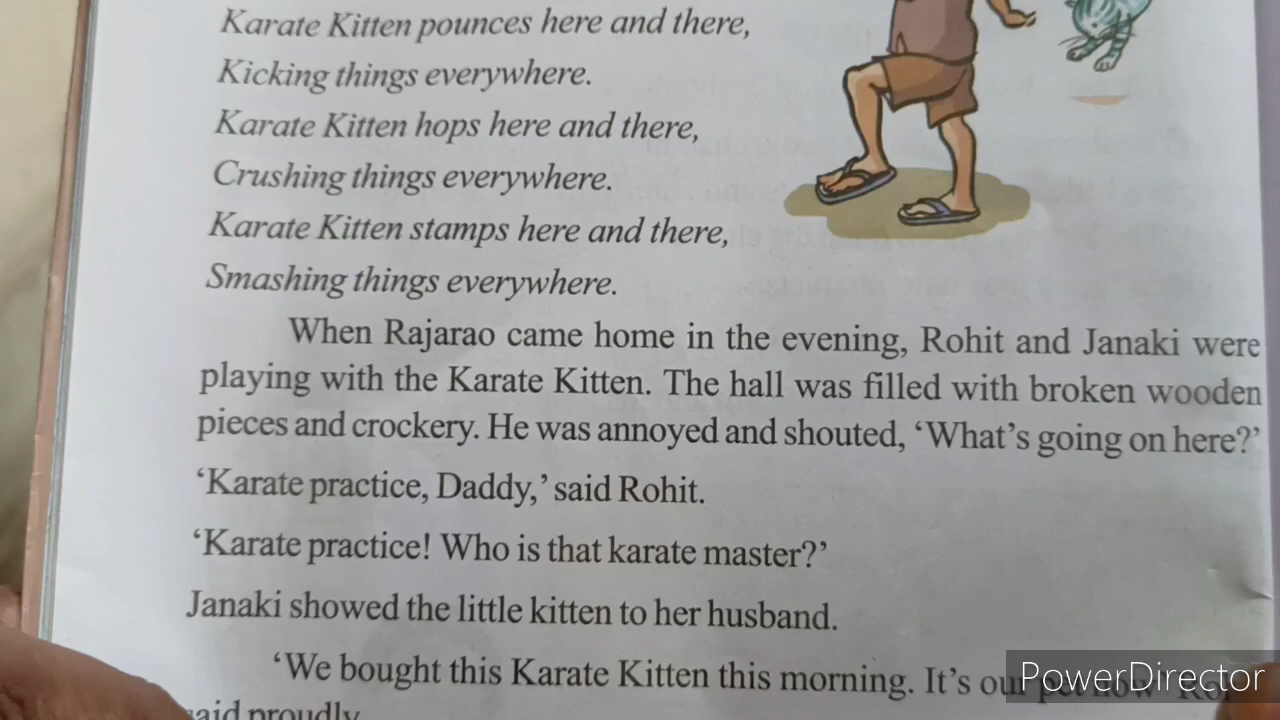 Karate Kitten pounces here and there,
Kicking things everywhere.
Karate Kitten hops here and there,
Crushing things everywhere.
Karate Kitten stamps here and there,
Smashing things everywhere.
When Rajarao came home in the evening, Rohit and Janaki were
playing with the Karate Kitten. The hall was filled with broken wooden
pieces and crockery. He was annoyed and shouted, ‘What’s going on here?’
‘Karate practice, Daddy,’ said Rohit.
‘Karate practice! Who is that karate master?’
Janaki showed the little kitten to her husband.
‘We bought this Karate Kitten this morning. It’s our pet now
said proudly
PowerDirector